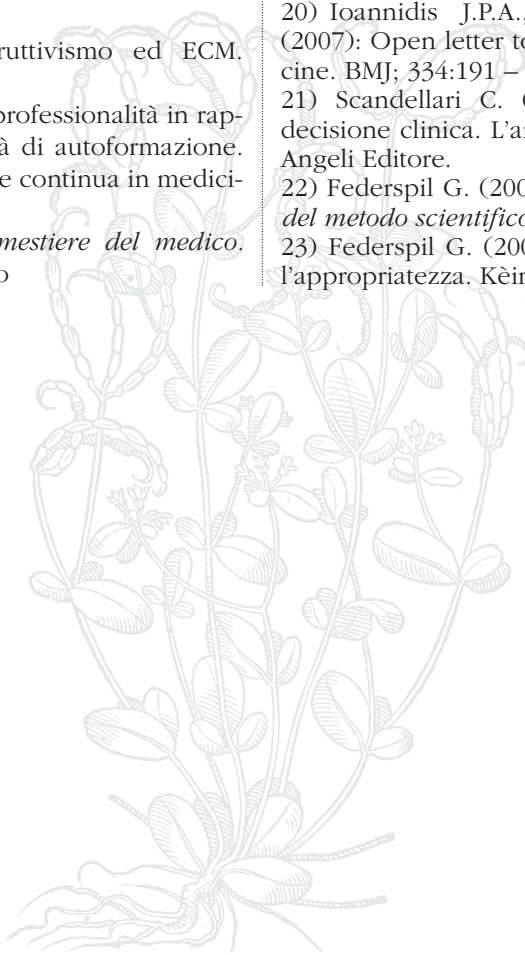 ruttivismo ed ECM.
professionalità in rap-
à di autoformazione.
e continua in medici-
mestiere del medico.
o
20) Ioannidis J.P.A.,
(2007): Open letter to
cine. BMJ; 334:191 –
21) Scandellari C.
decisione clinica. L'a
Angeli Editore.
22) Federspil G. (200
del metodo scientifico
23) Federspil G. (200
l'appropriatezza. Kèi